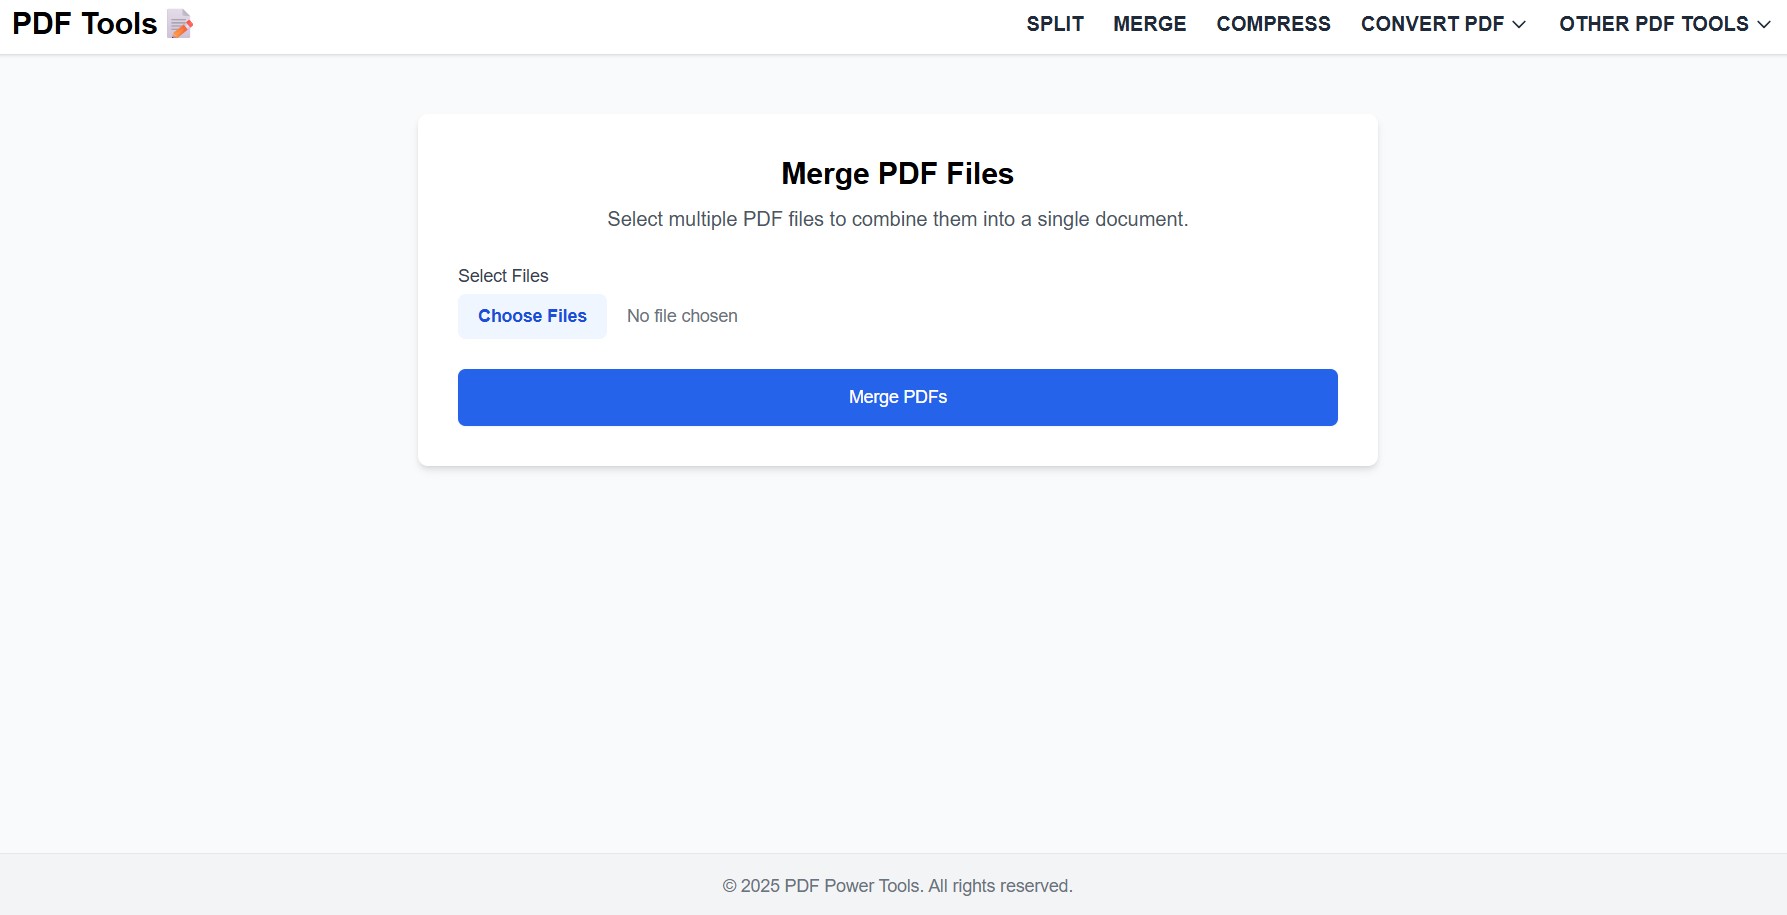 PDF Tools
SPLIT MERGE COMPRESS CONVERT PDF OTHER PDF TOOLS
Merge PDF Files
Select multiple PDF files to combine them into a single document.
Select Files
Choose Files No file chosen
Merge PDFs
© 2025 PDF Power Tools. All rights reserved.